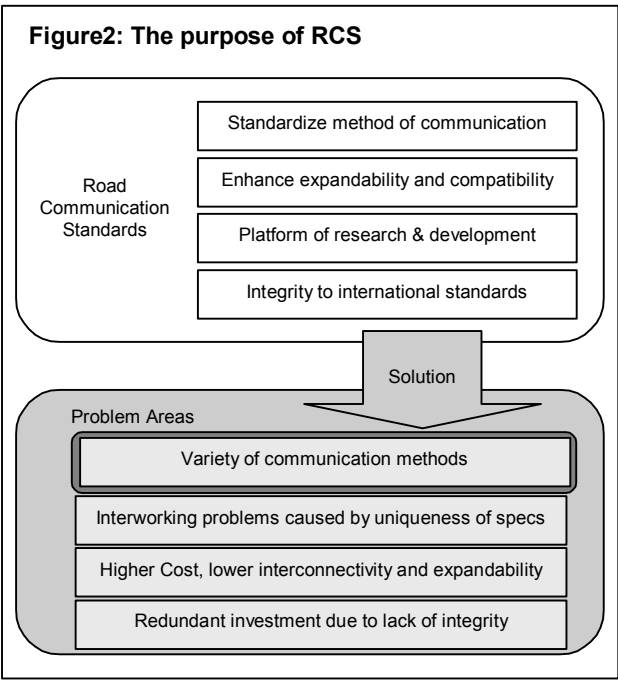 Figure2: The purpose of RCS
Road
Communication
Standards
Standardize method of communication
Enhance expandability and compatibility
Platform of research & development
Integrity to international standards
Solution
Problem Areas
Variety of communication methods
Interworking problems caused by uniqueness of specs
Higher Cost, lower interconnectivity and expandability
Redundant investment due to lack of integrity